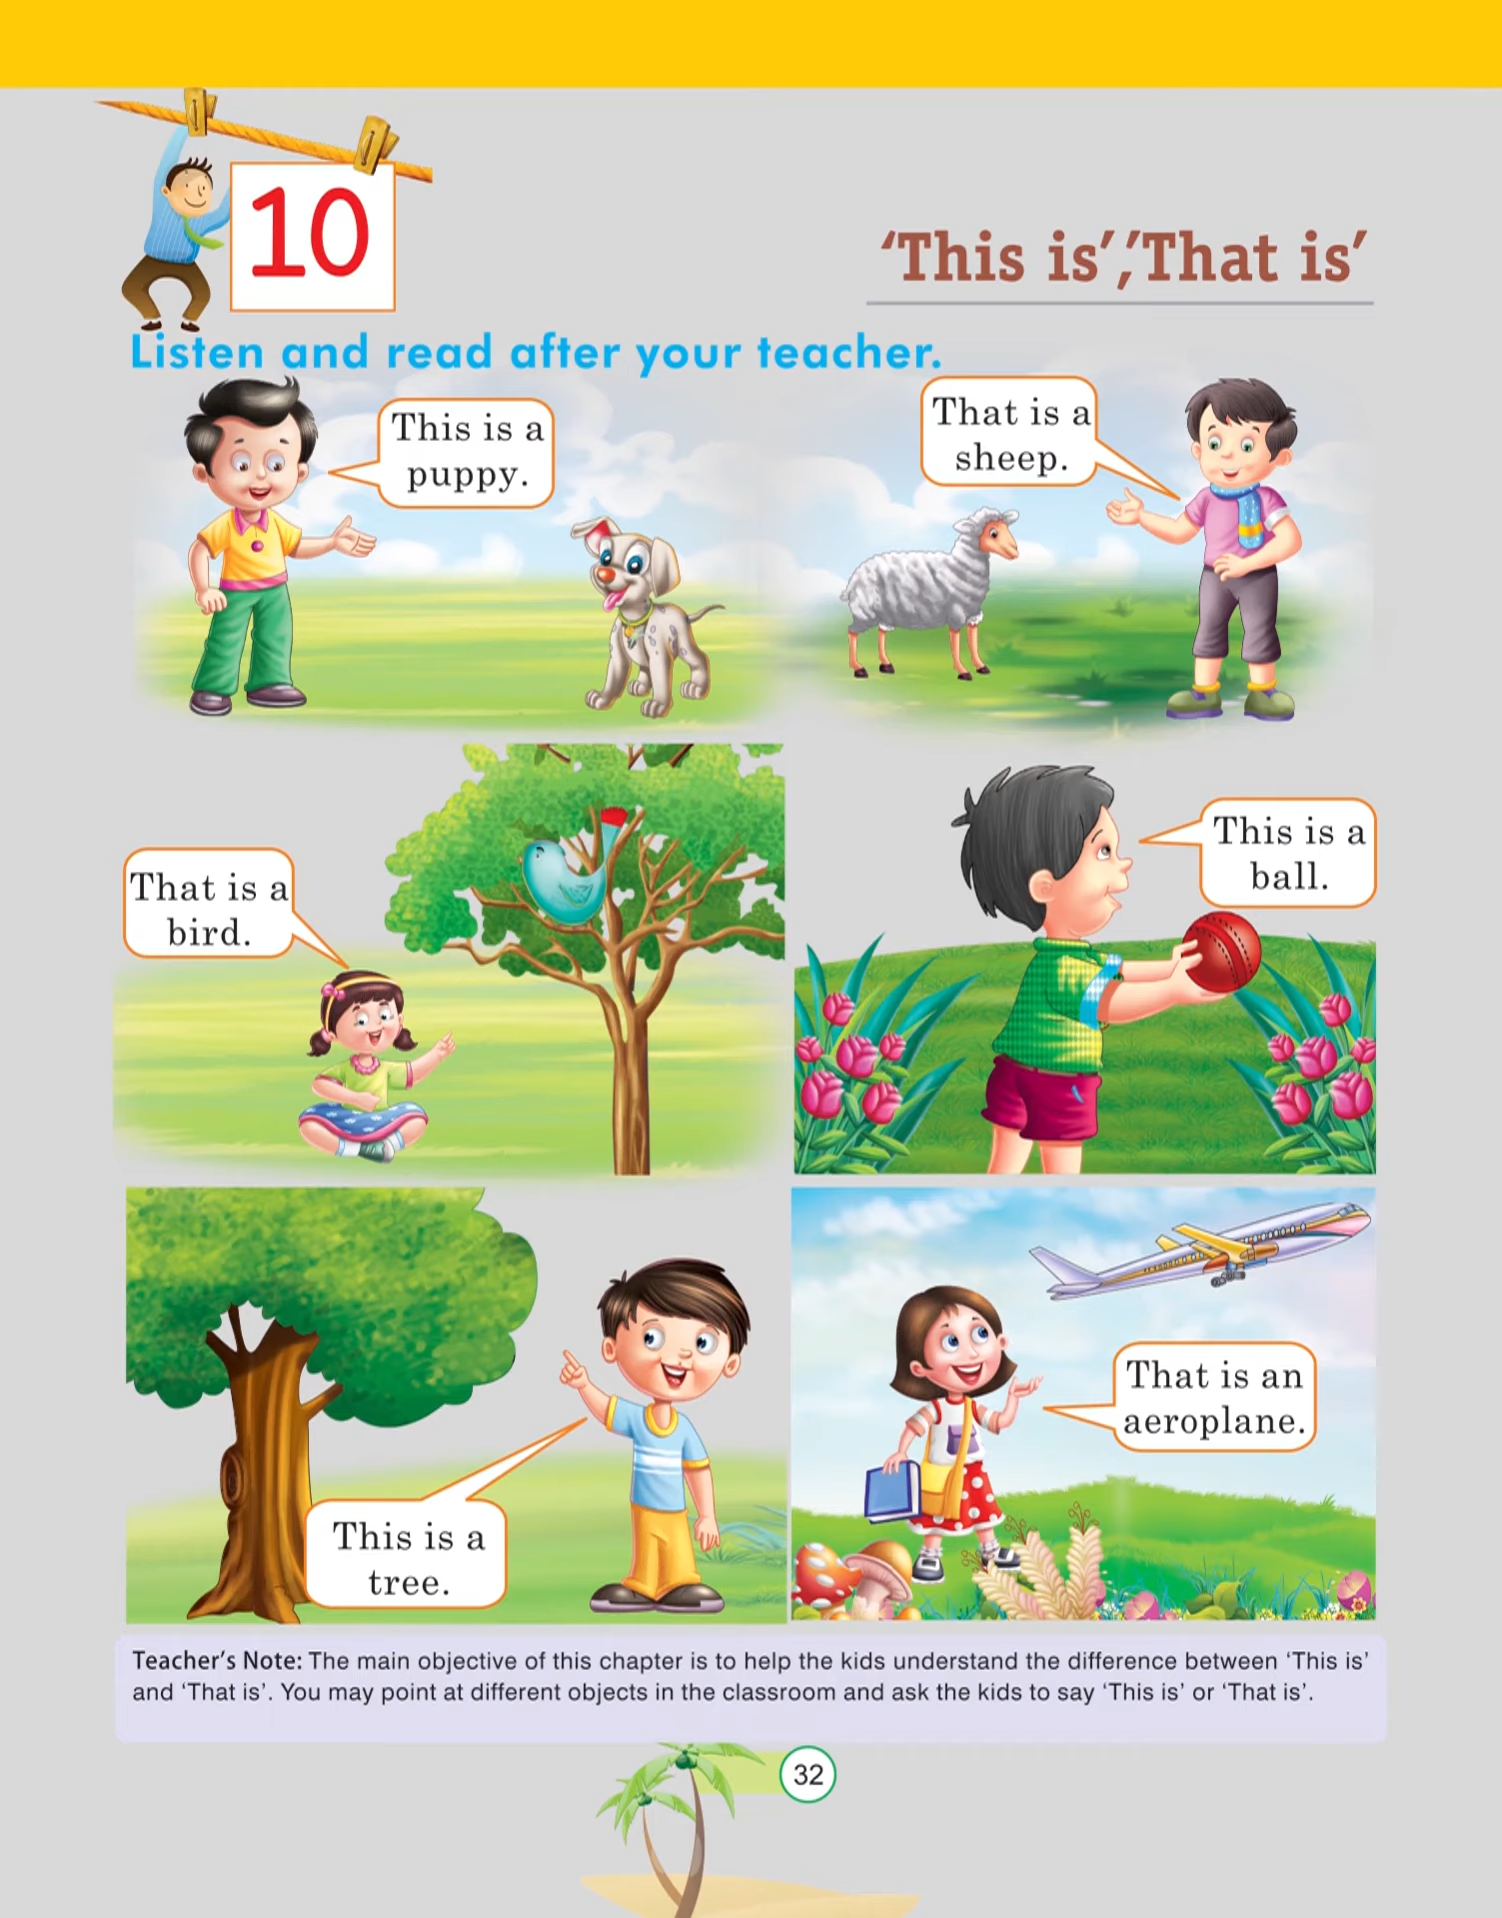 10
‘This is’,’That is’
Listen and read after your teacher.
This is a
puppy.
That is a
sheep.
That is a
bird.
This is a
ball.
This is a
tree.
That is an
aeroplane.
Teacher’s Note: The main objective of this chapter is to help the kids understand the difference between ‘This is’
and ‘That is’. You may point at different objects in the classroom and ask the kids to say ‘This is’ or ‘That is’.
32